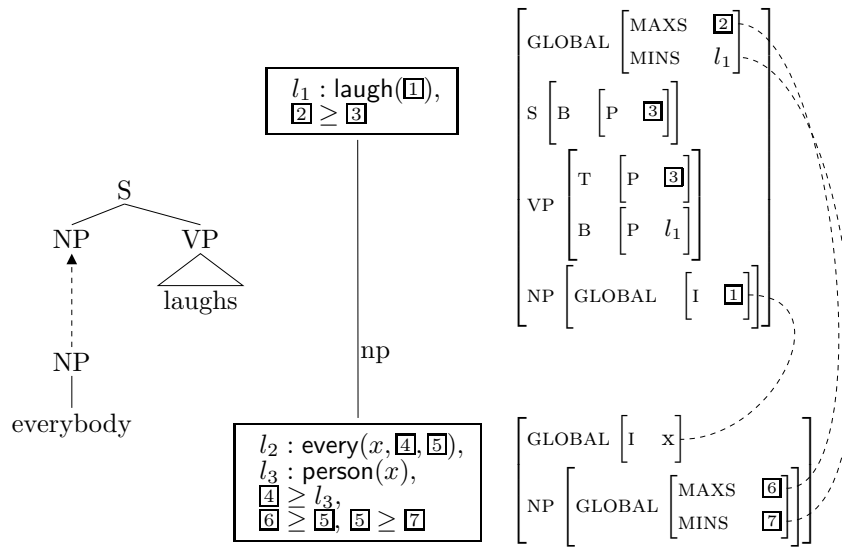 S
NP VP
laughs
NP
everybody
l₁ : laugh([1]),
[2] ≥ [3]
np
l₂ : every(x, [4], [5]),
l₃ : person(x),
[4] ≥ l₃,
[6] ≥ [5], [5] ≥ [7]
GLOBAL [MAXS [2]
MINS l₁]
S [B [P [3]]]
VP [T [P [3]]
B [P l₁]]
NP [GLOBAL [I [1]]]
GLOBAL [I x]
NP [GLOBAL [MAXS [6]
MINS [7]]]